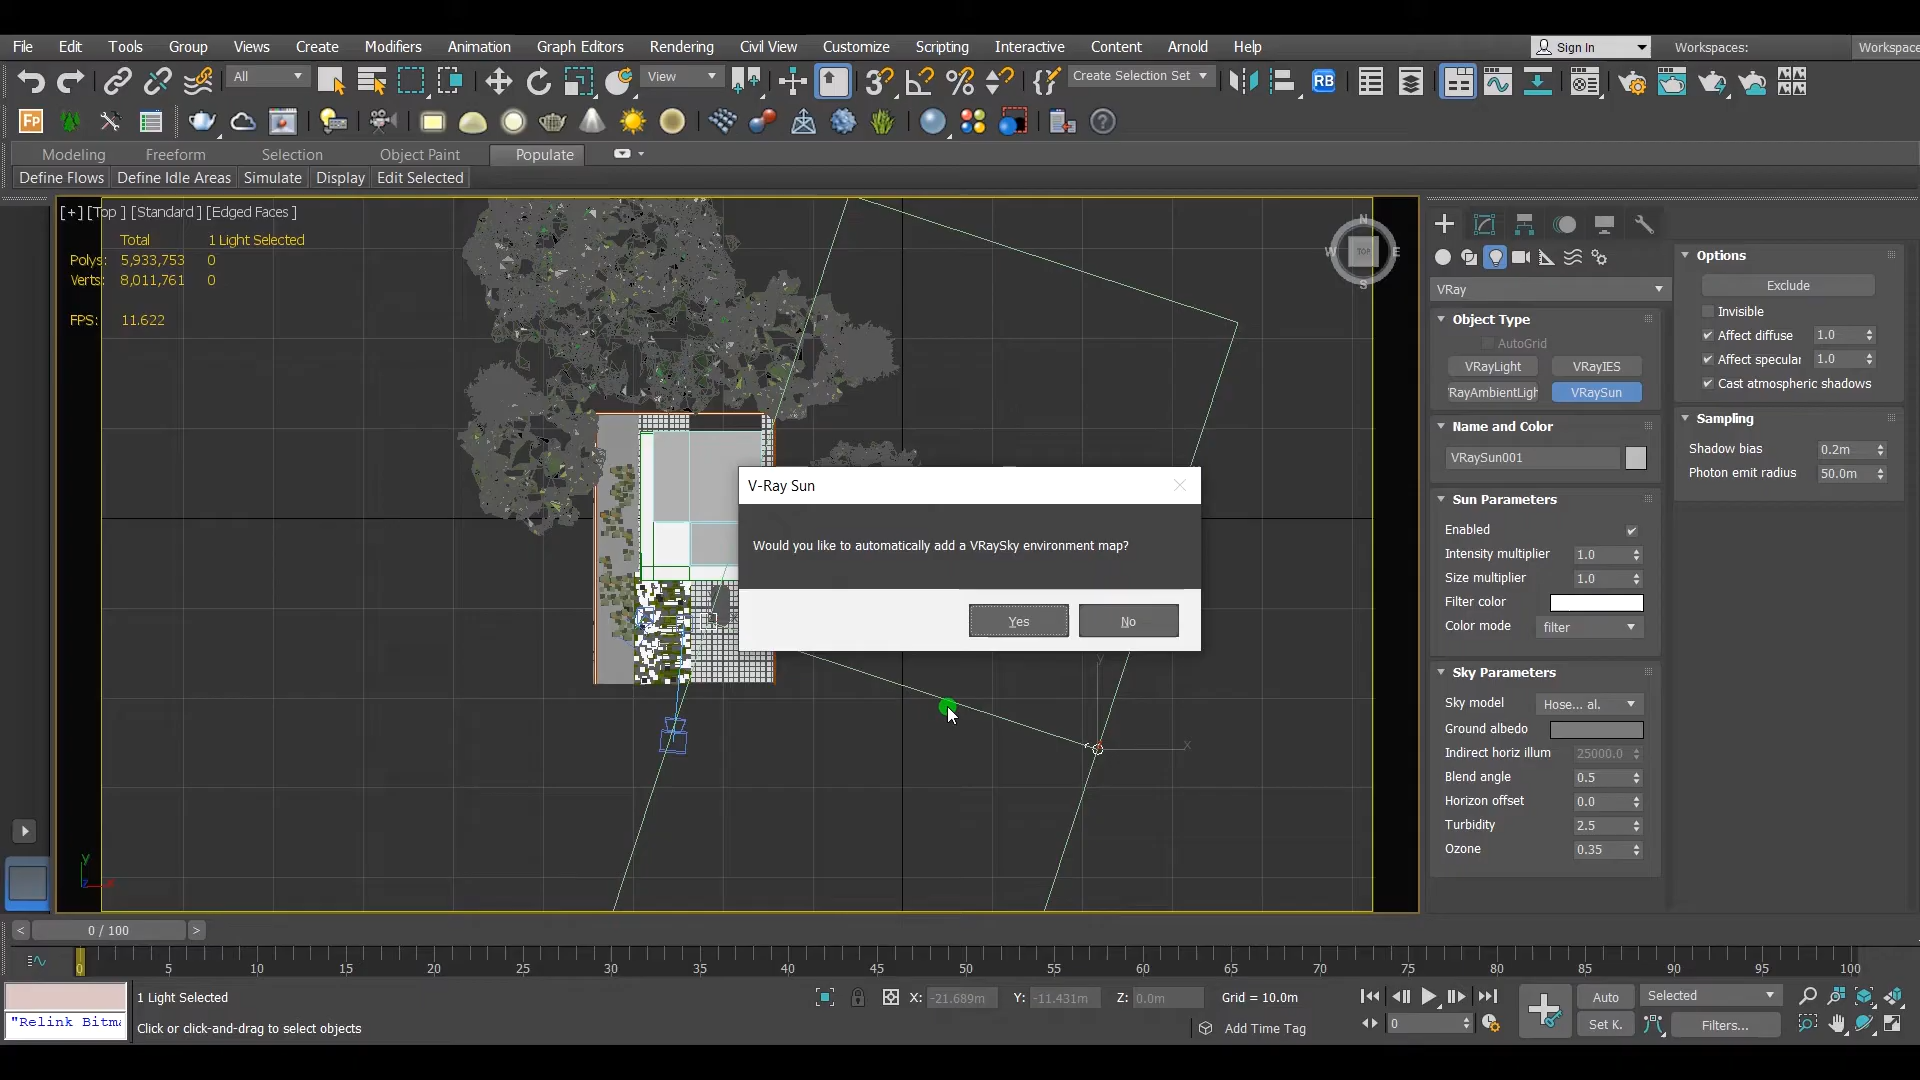 File Edit Tools Group Views Create Modifiers Animation Graph Editors Rendering Civil View Customize Scripting Interactive Content Arnold Help Sign In Workspaces: Workspace
All View Create Selection Set RB
Fp
Modeling Freeform Selection Object Paint Populate
Define Flows Define Idle Areas Simulate Display Edit Selected
[+] [Top ] [Standard ] [Edged Faces ]
Total 1 Light Selected
Polys: 5,933,753 0
Verts: 8,011,761 0
FPS: 11.622
N
W TOP E
S
V-Ray Sun
Would you like to automatically add a VRaySky environment map?
Yes No
y
x
VRay
Object Type
AutoGrid
VRayLight VRayIES
RayAmbientLigh VRaySun
Name and Color
VRaySun001
Sun Parameters
Enabled
Intensity multiplier 1.0
Size multiplier 1.0
Filter color
Color mode filter
Sky Parameters
Sky model Hose... al.
Ground albedo
Indirect horiz illum 25000.0
Blend angle 0.5
Horizon offset 0.0
Turbidity 2.5
Ozone 0.35
Options
Exclude
Invisible
Affect diffuse 1.0
Affect specular 1.0
Cast atmospheric shadows
Sampling
Shadow bias 0.2m
Photon emit radius 50.0m
y
z x
< 0 / 100 >
0 5 10 15 20 25 30 35 40 45 50 55 60 65 70 75 80 85 90 95 100
1 Light Selected X: -21.689m Y: -11.431m Z: 0.0m Grid = 10.0m Auto Selected
"Relink Bitma Click or click-and-drag to select objects Add Time Tag 0 Set K. Filters...